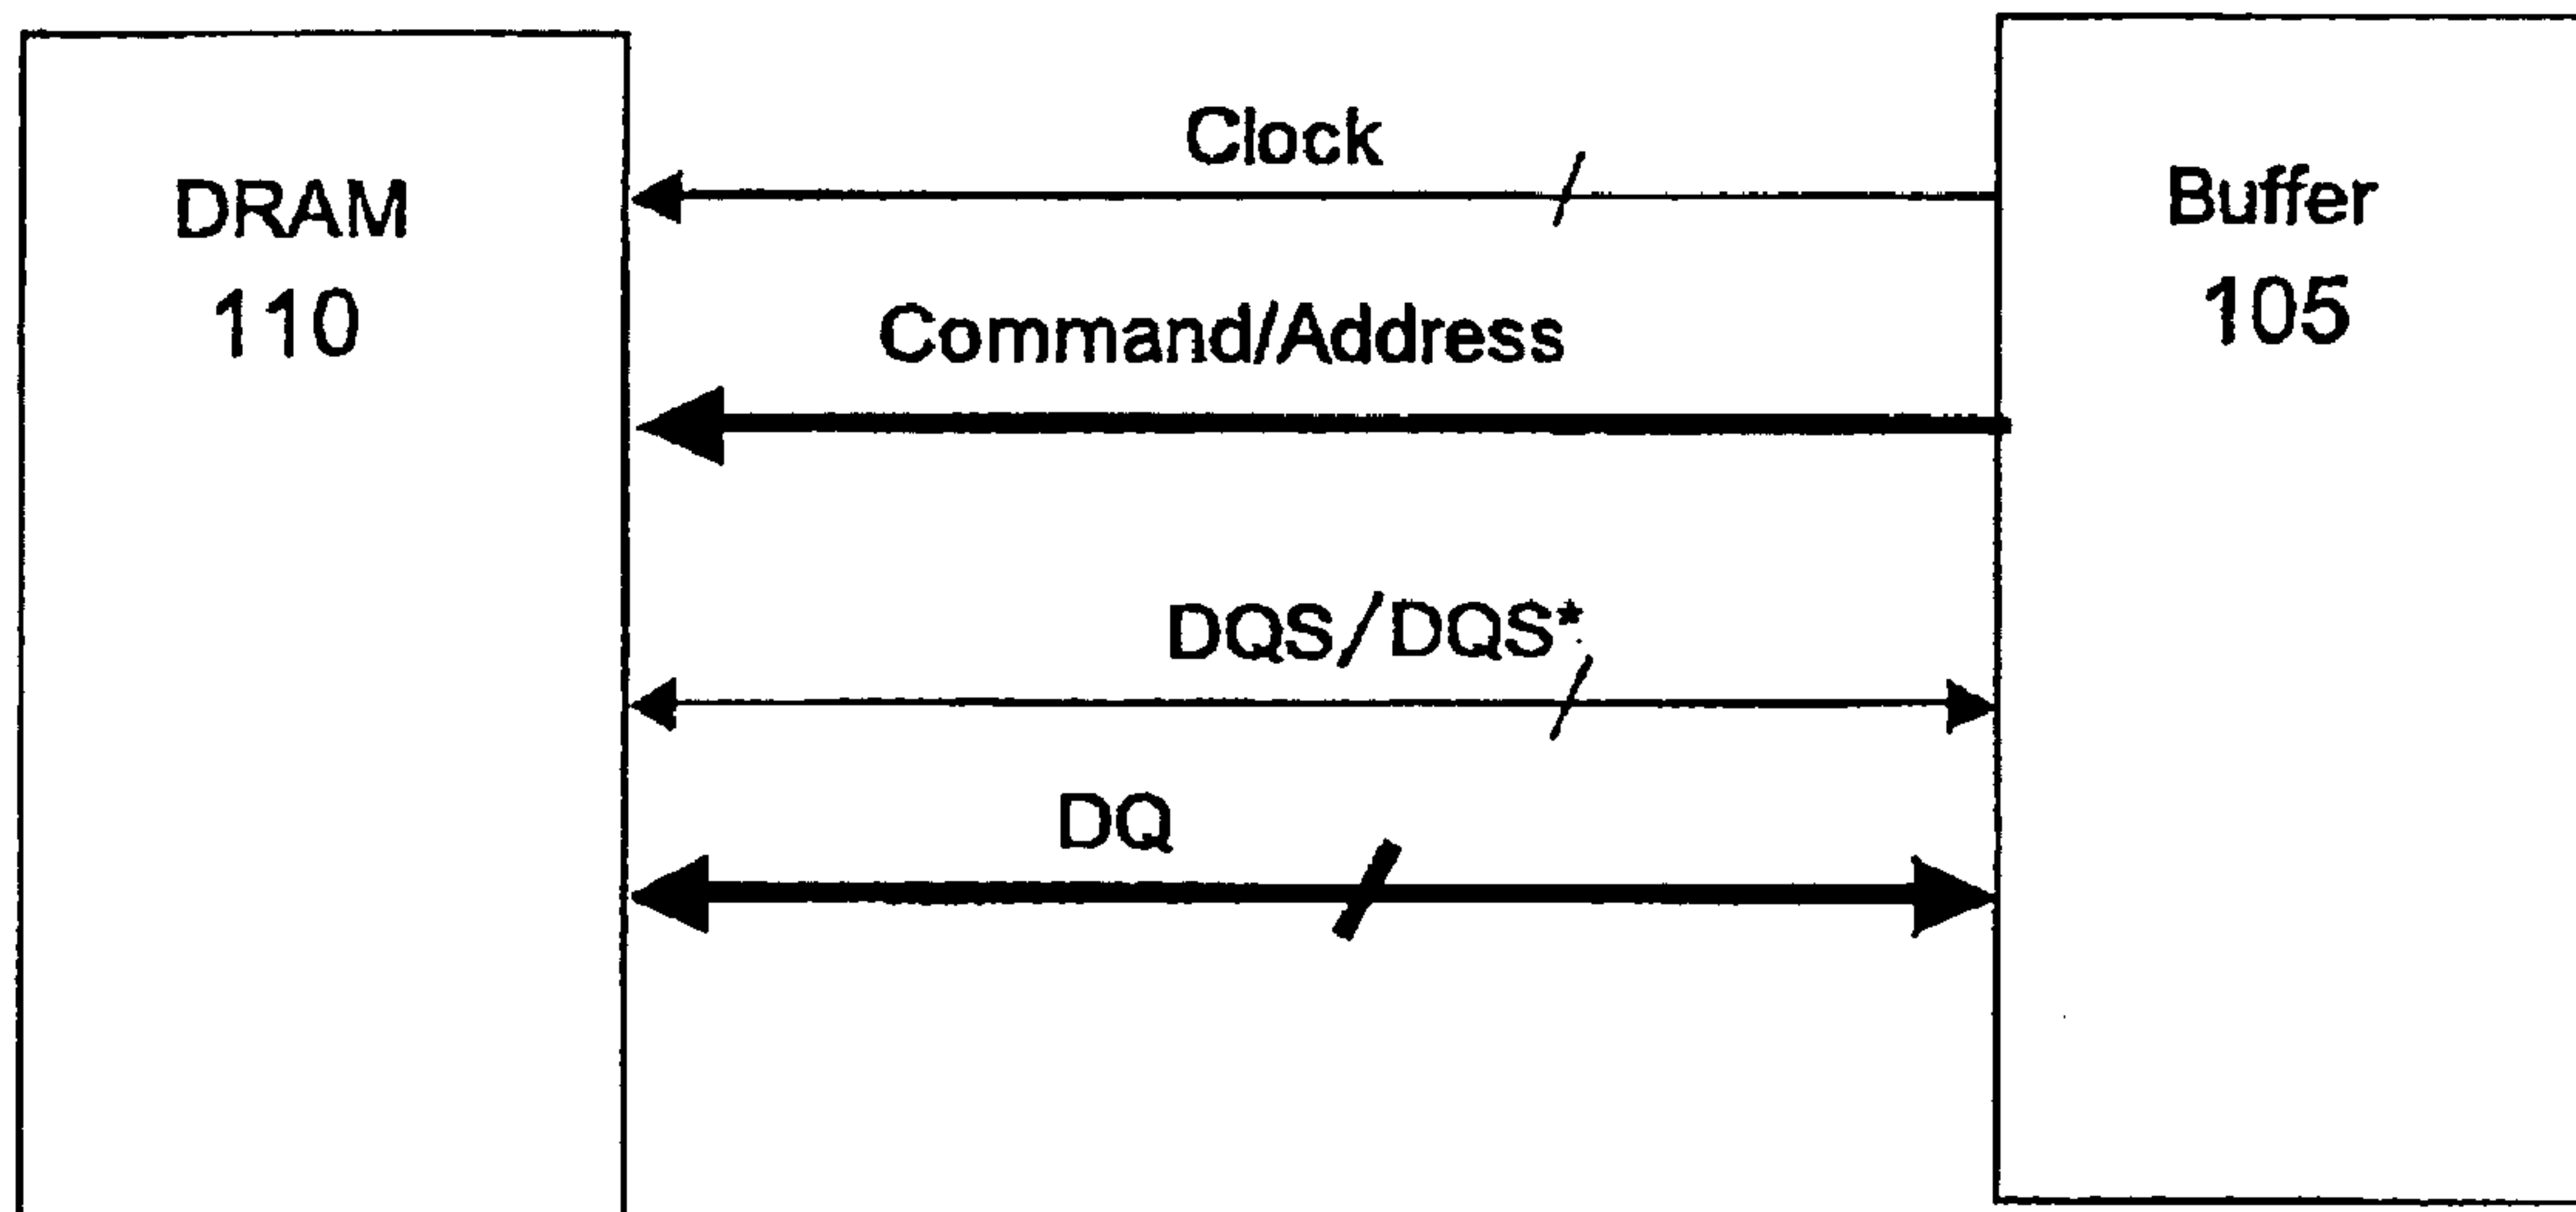 DRAM
110
Clock
Command/Address
DQS/DQS*
DQ
Buffer
105